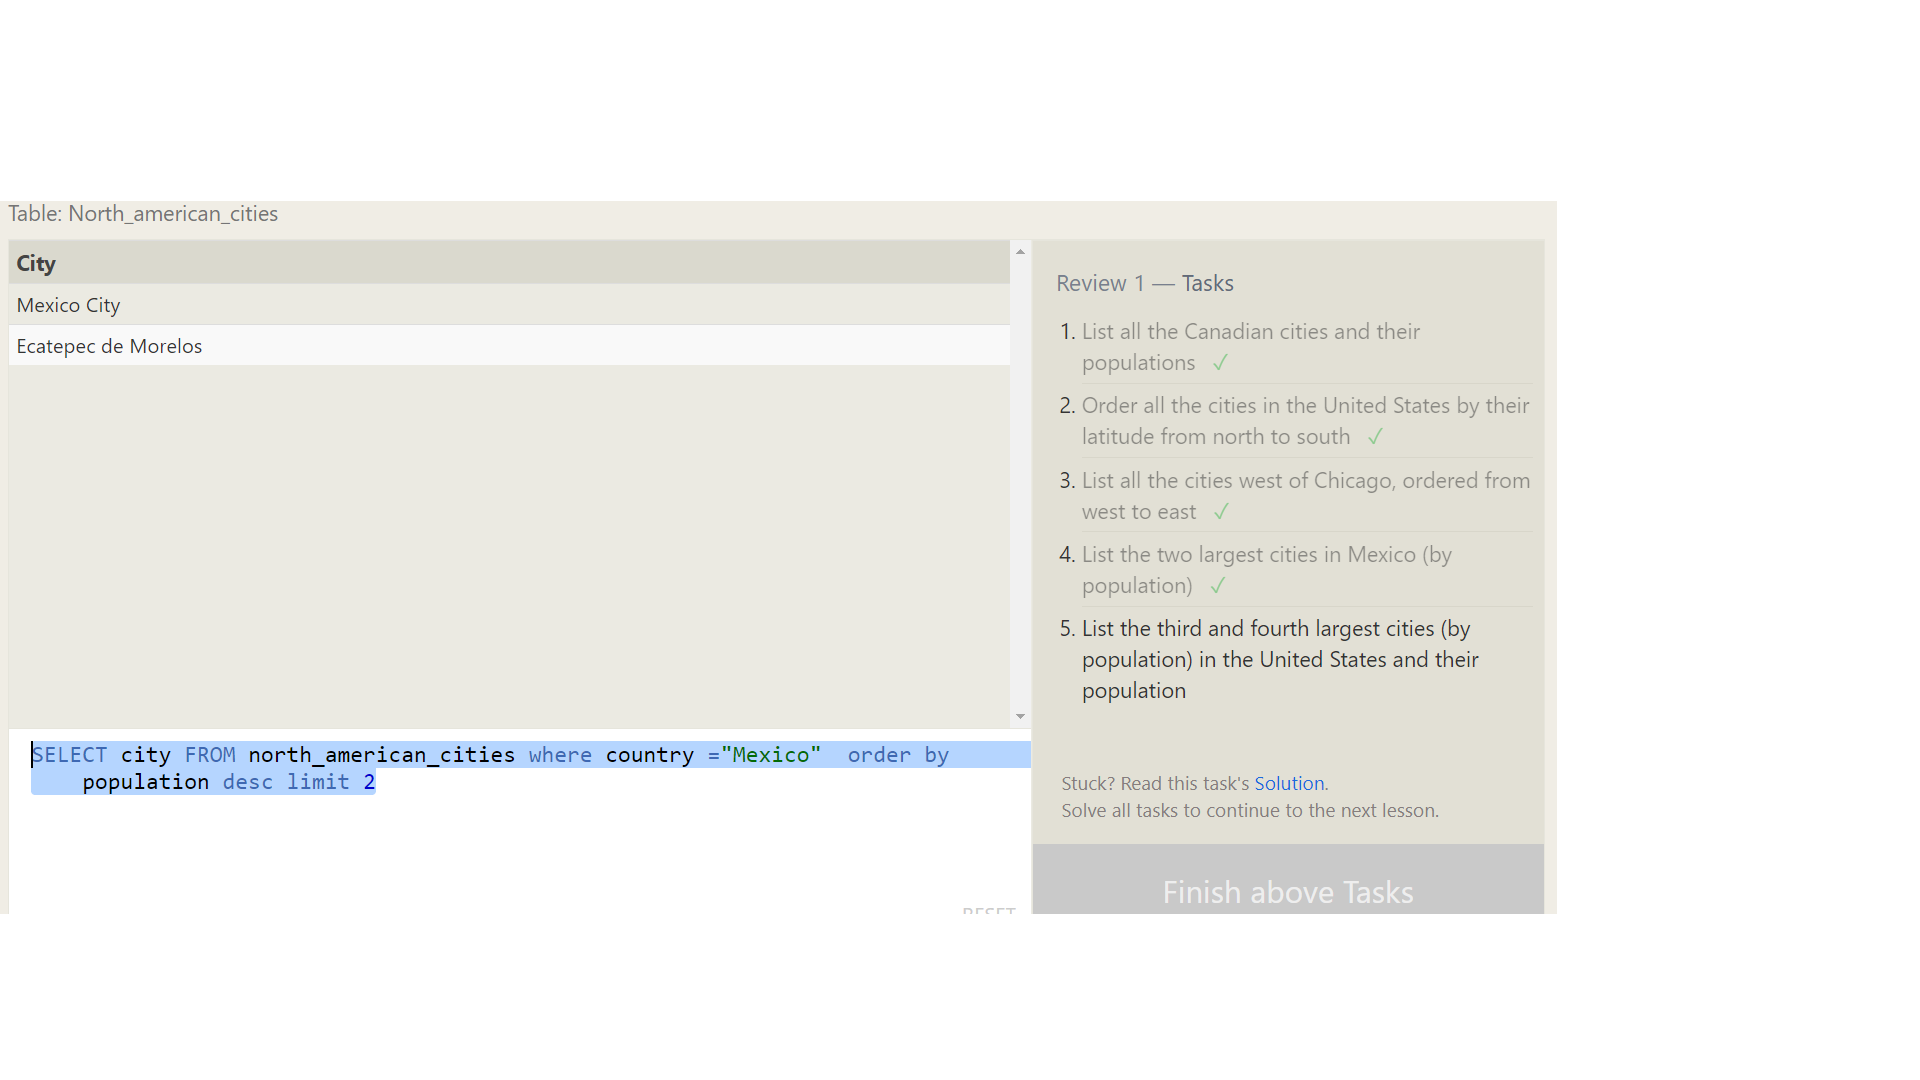 Table: North_american_cities
City
Mexico City
Ecatepec de Morelos
SELECT city FROM north_american_cities where country ="Mexico"  order by
population desc limit 2
RESET
Review 1 — Tasks
1. List all the Canadian cities and their
populations ✓
2. Order all the cities in the United States by their
latitude from north to south ✓
3. List all the cities west of Chicago, ordered from
west to east ✓
4. List the two largest cities in Mexico (by
population) ✓
5. List the third and fourth largest cities (by
population) in the United States and their
population
Stuck? Read this task's Solution.
Solve all tasks to continue to the next lesson.
Finish above Tasks